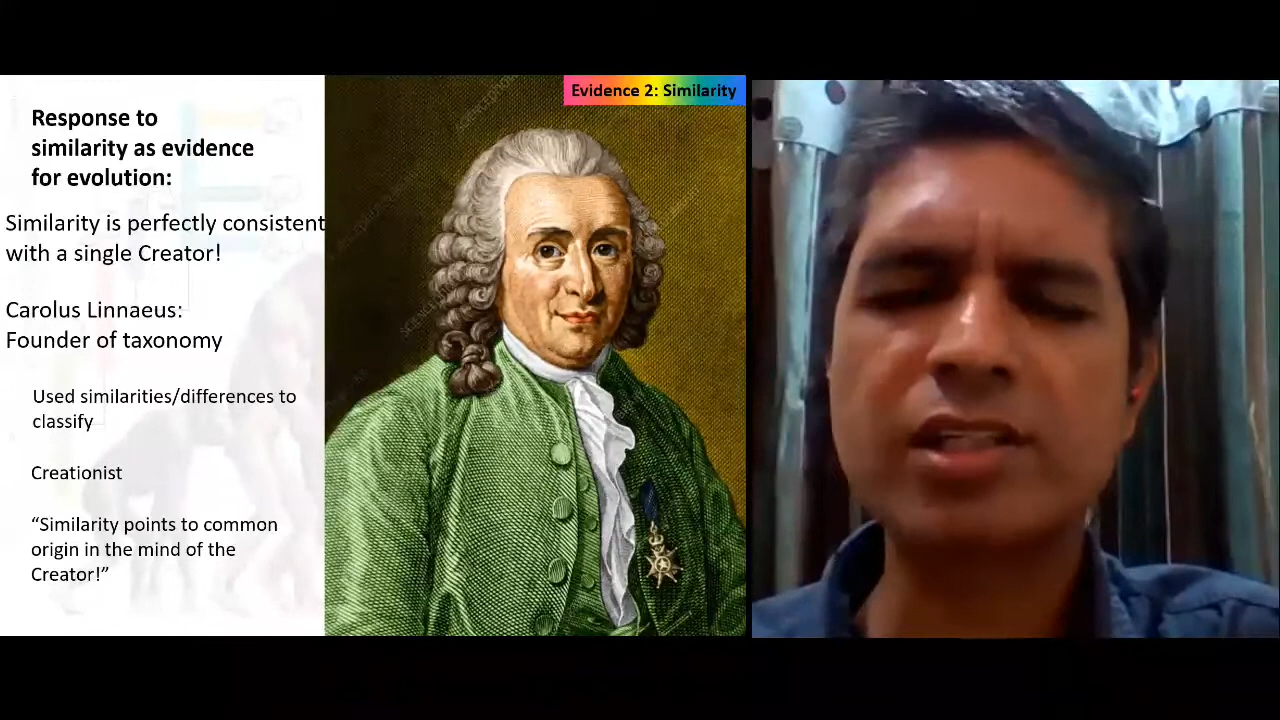 Evidence 2: Similarity
Response to
similarity as evidence
for evolution:
Similarity is perfectly consistent
with a single Creator!
Carolus Linnaeus:
Founder of taxonomy
Used similarities/differences to
classify
Creationist
“Similarity points to common
origin in the mind of the
Creator!”